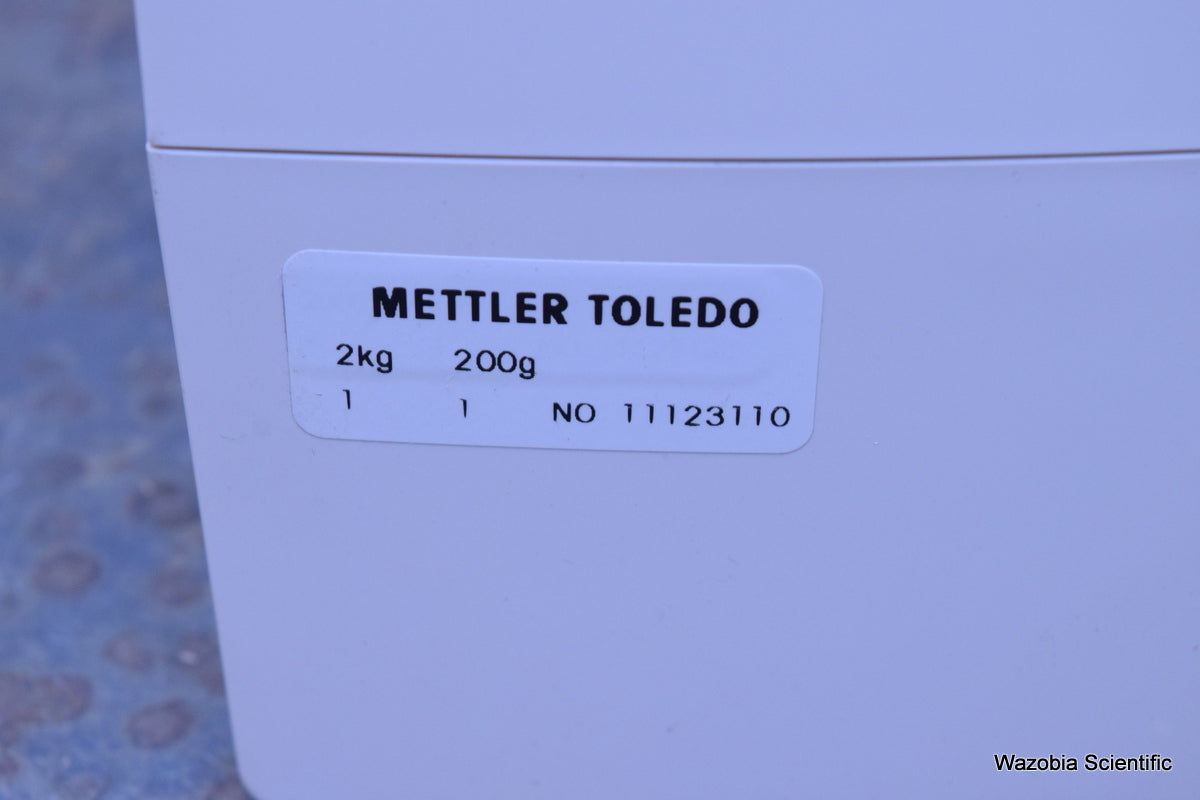 METTLER TOLEDO
2kg 200g
1 1 NO 11123110
Wazobia Scientific